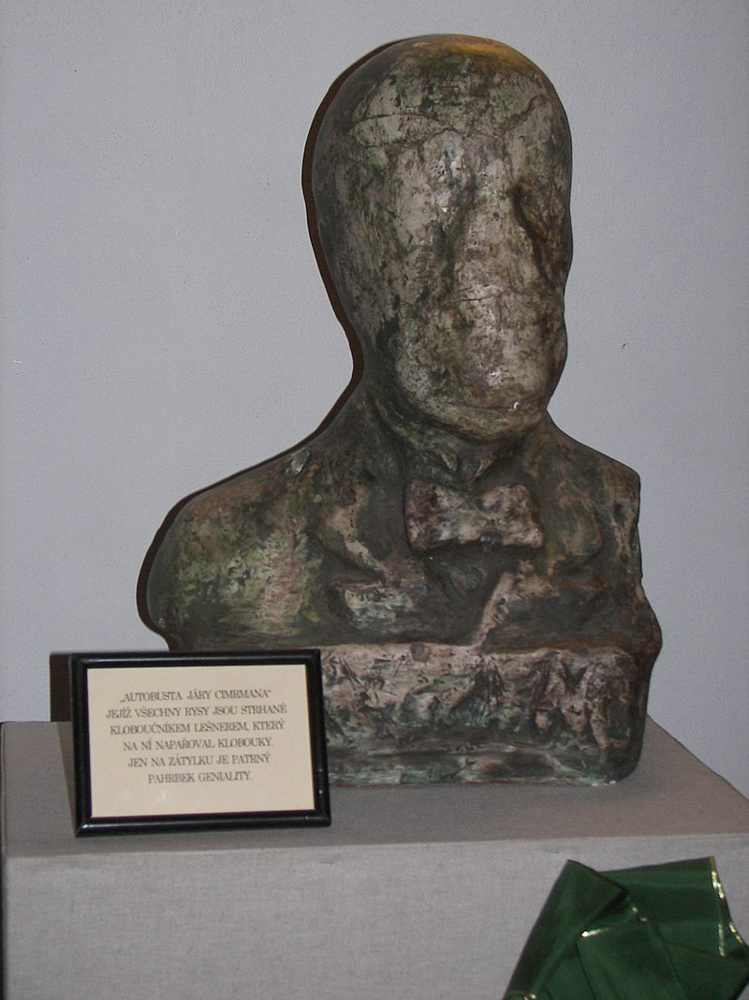 „AUTOBUSTA JÁRY CIMRMANA“
JEJÍŽ VŠECHNY RYSY JSOU STRHANÉ
KLOBOUČNÍKEM LEŠNEREM, KTERÝ
NA NÍ NAPAŘOVAL KLOBOUKY.
JEN NA ZÁTYLKU JE PATRNÝ
PAHRBEK GENIALITY.